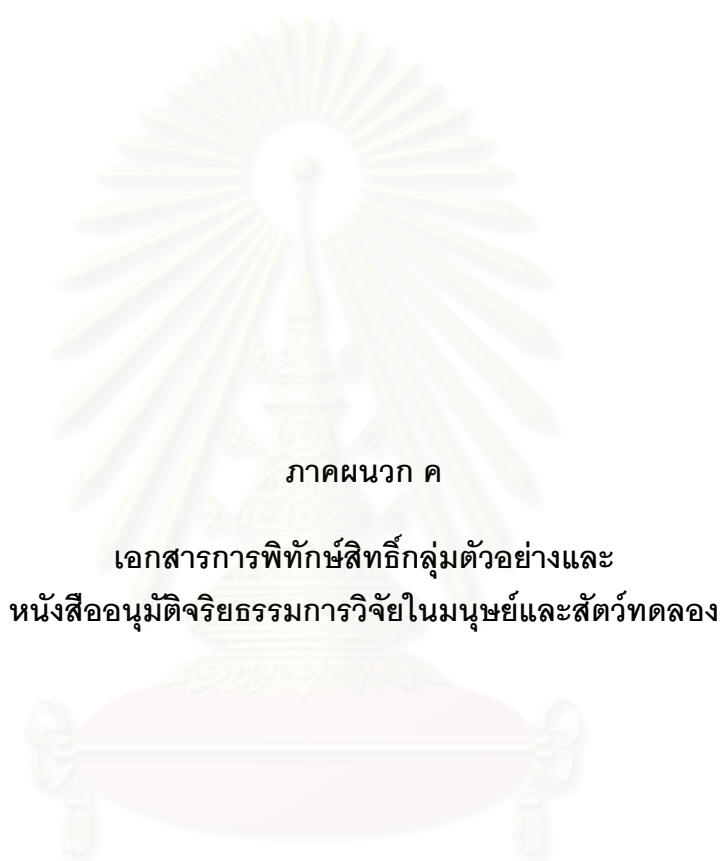 ภาคผนวก ค
เอกสารการพิทักษ์สิทธิ์กลุ่มตัวอย่างและ
หนังสืออนุมัติจริยธรรมการวิจัยในมนุษย์และสัตว์ทดลอง